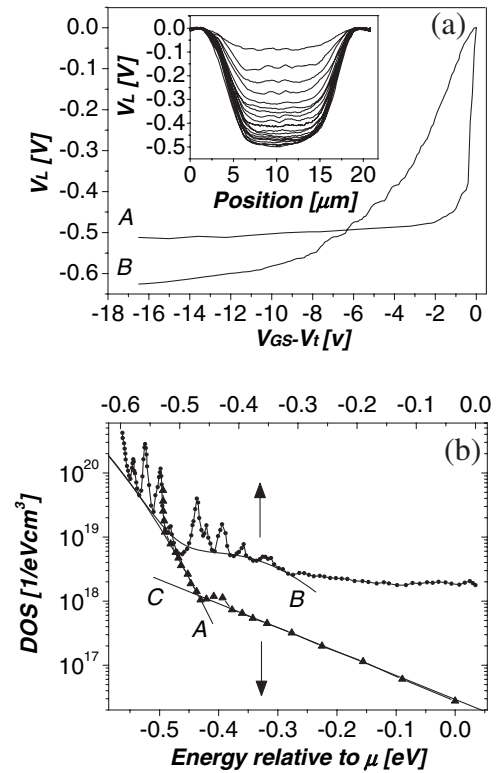 (a)
0.0
-0.1
-0.2
-0.3
-0.4
-0.5
-0.6
V_L [V]
0.0
-0.1
-0.2
-0.3
-0.4
-0.5
V_L [V]
0 5 10 15 20
Position [μm]
A
B
-18 -16 -14 -12 -10 -8 -6 -4 -2 0
V_GS-V_t [v]
-0.6 -0.5 -0.4 -0.3 -0.2 -0.1 0.0
(b)
10^20
10^19
10^18
10^17
DOS [1/eVcm^3]
B
C
A
-0.5 -0.4 -0.3 -0.2 -0.1 0.0
Energy relative to μ [eV]